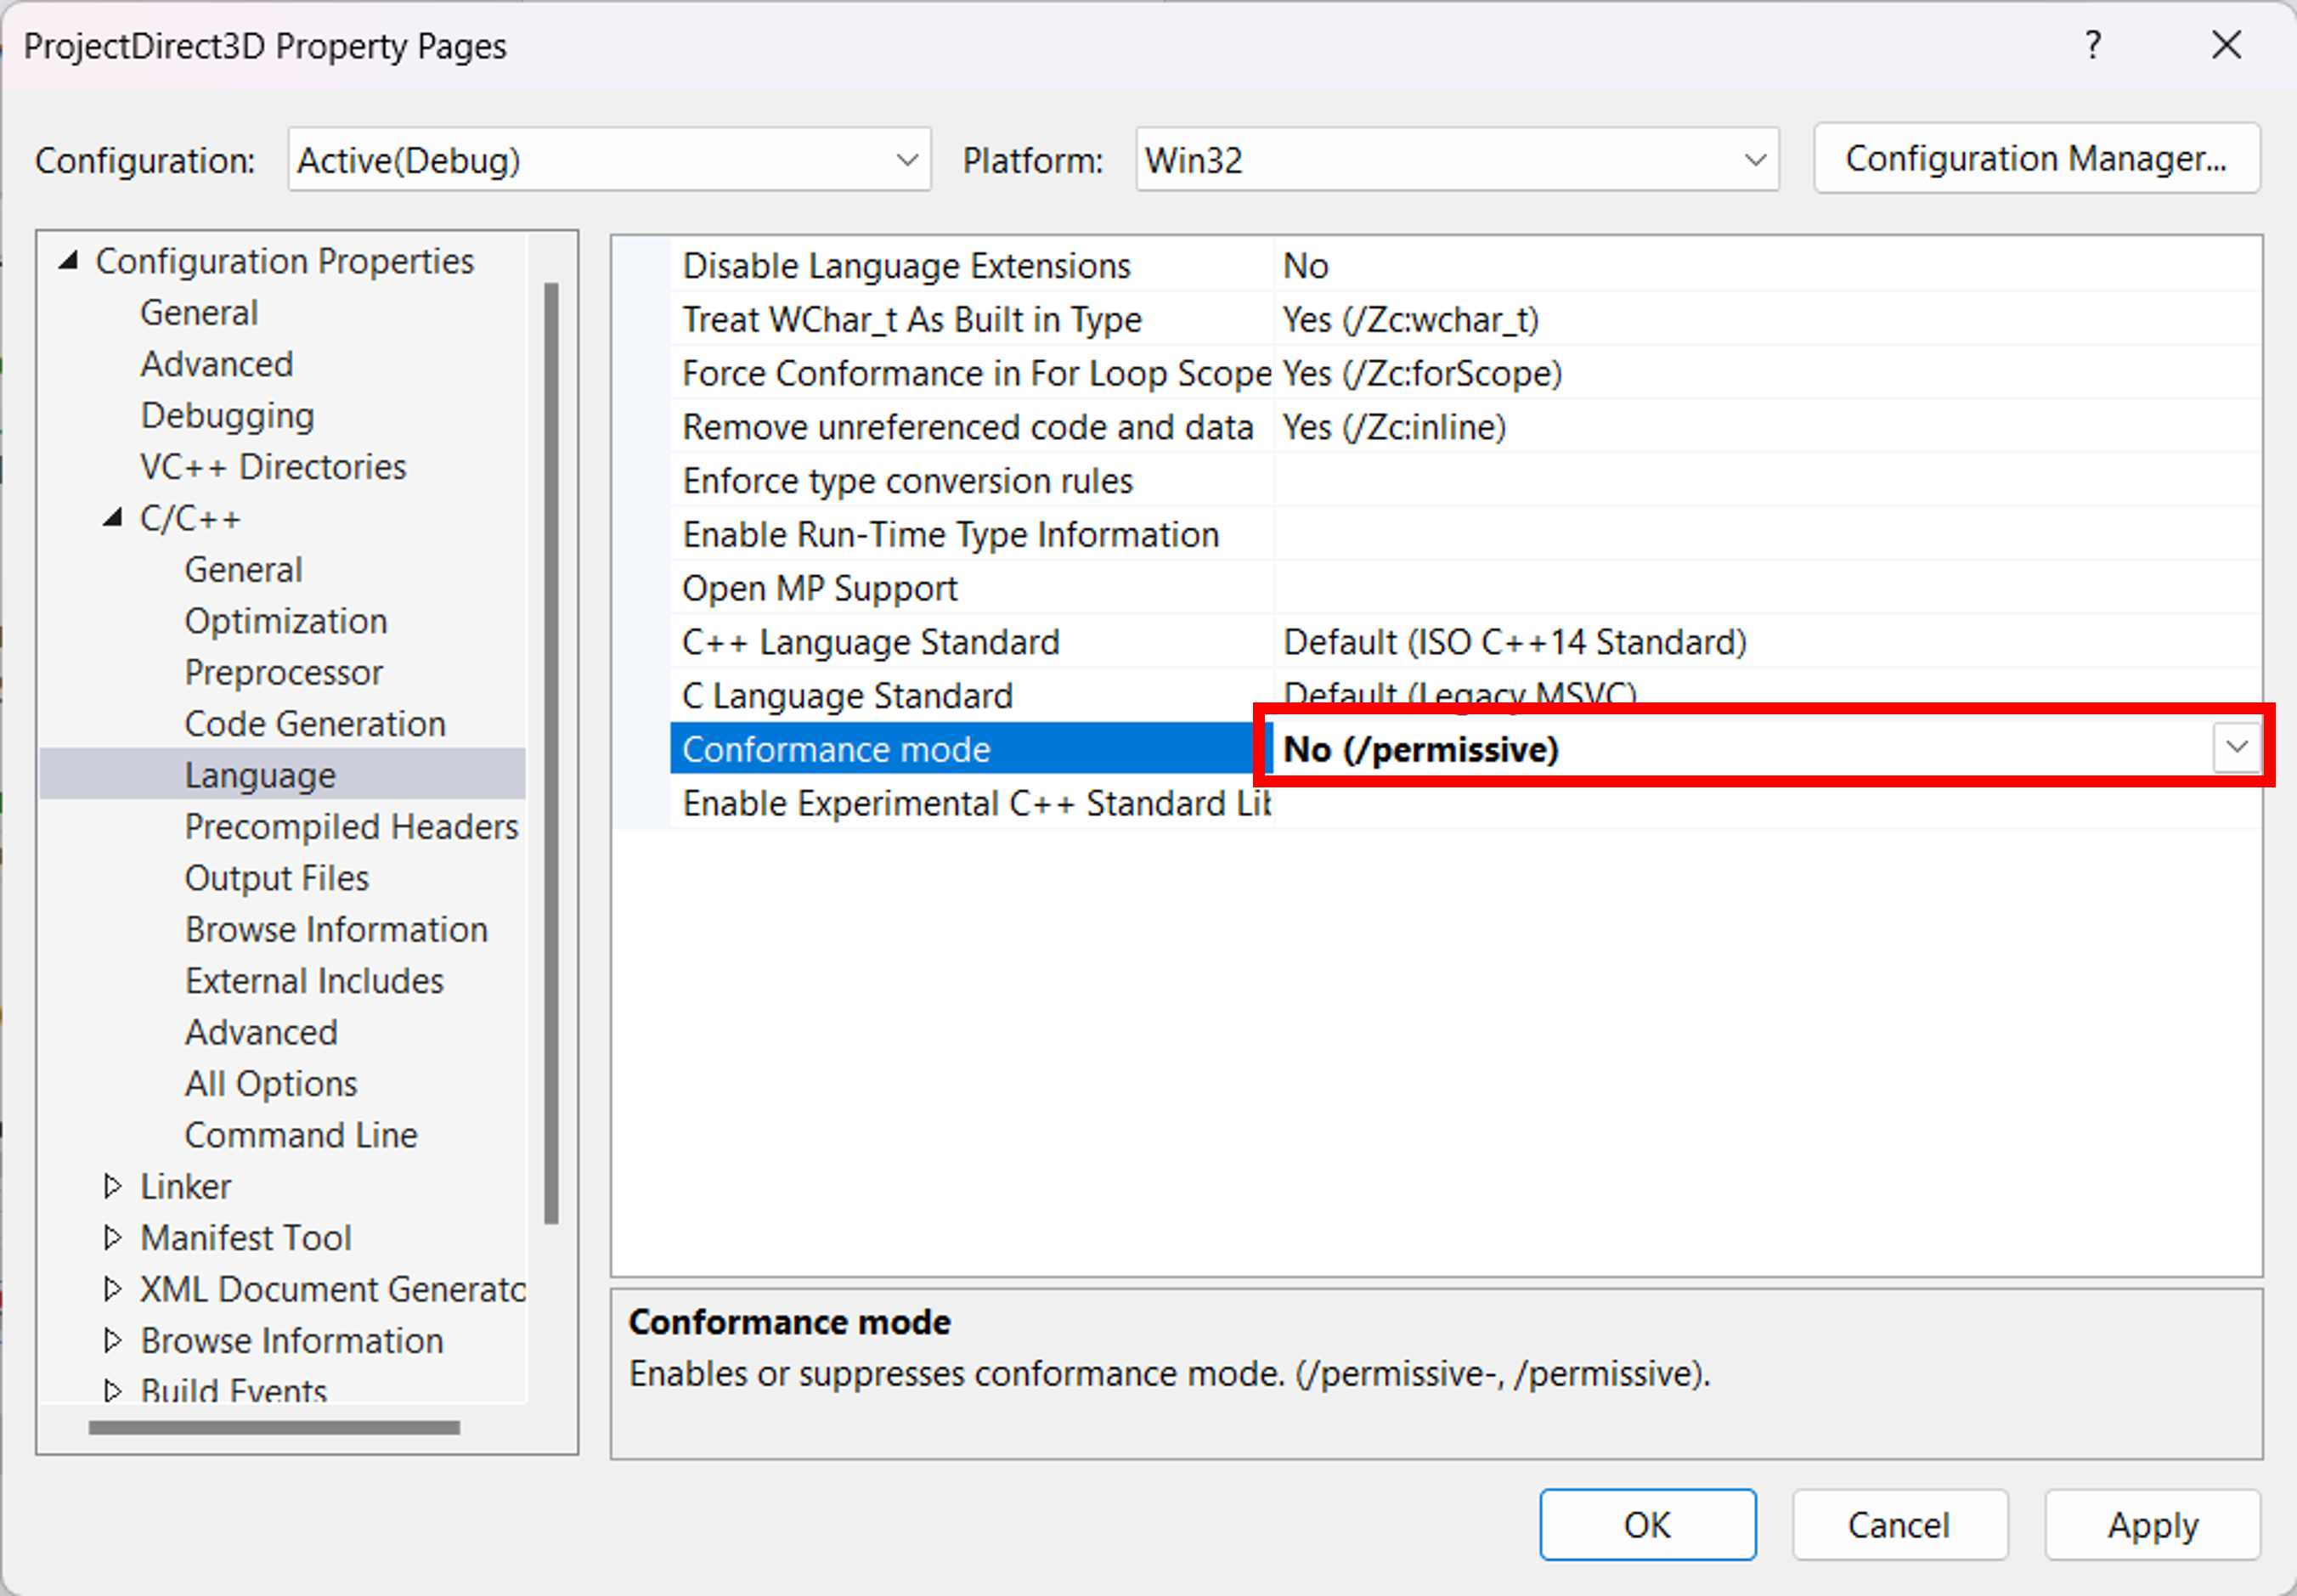 ProjectDirect3D Property Pages
?
Configuration:
Active(Debug)
Platform:
Win32
Configuration Manager...
Configuration Properties
General
Advanced
Debugging
VC++ Directories
C/C++
General
Optimization
Preprocessor
Code Generation
Language
Precompiled Headers
Output Files
Browse Information
External Includes
Advanced
All Options
Command Line
Linker
Manifest Tool
XML Document Generato
Browse Information
Build Events
Disable Language Extensions No
Treat WChar_t As Built in Type Yes (/Zc:wchar_t)
Force Conformance in For Loop Scope Yes (/Zc:forScope)
Remove unreferenced code and data Yes (/Zc:inline)
Enforce type conversion rules
Enable Run-Time Type Information
Open MP Support
C++ Language Standard Default (ISO C++14 Standard)
C Language Standard Default (Legacy MSVC)
Conformance mode No (/permissive)
Enable Experimental C++ Standard Lib
Conformance mode
Enables or suppresses conformance mode. (/permissive-, /permissive).
OK
Cancel
Apply